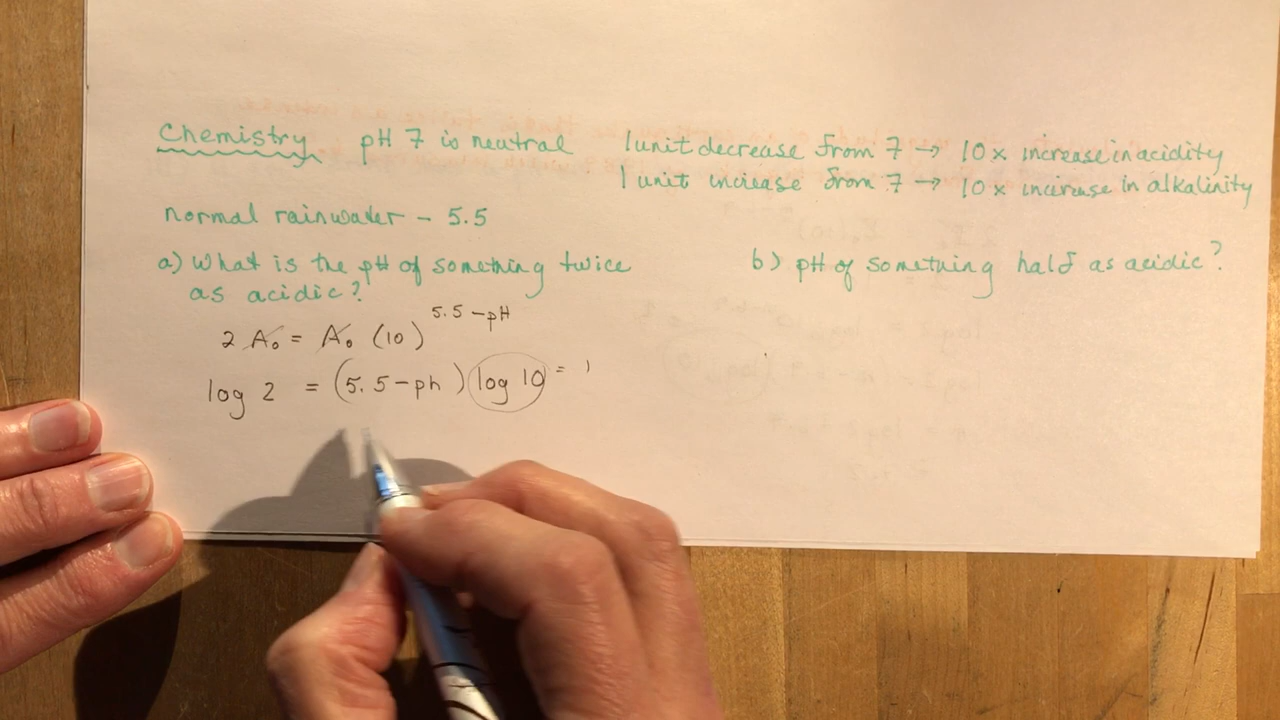 Chemistry pH 7 is neutral 1 unit decrease from 7 → 10x increase in acidity
1 unit increase from 7 → 10x increase in alkalinity
normal rainwater - 5.5
a) What is the pH of something twice
as acidic?
b) pH of something half as acidic?
2 A₀ = A₀ (10)^5.5-pH
log 2 = (5.5-ph) log 10 = 1